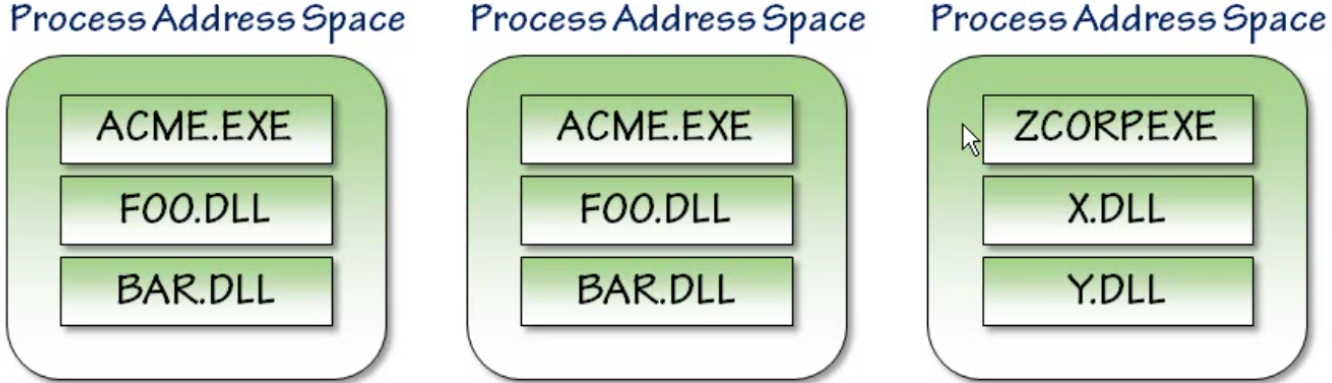 Process Address Space
ACME.EXE
FOO.DLL
BAR.DLL
Process Address Space
ACME.EXE
FOO.DLL
BAR.DLL
Process Address Space
ZCORP.EXE
X.DLL
Y.DLL